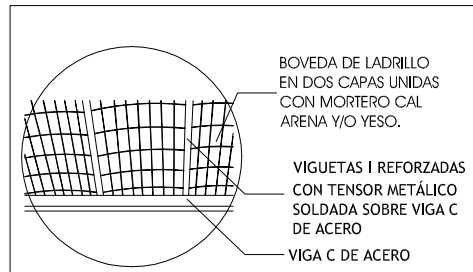 BOVEDA DE LADRILLO
EN DOS CAPAS UNIDAS
CON MORTERO CAL
ARENA Y/O YESO.
VIGUETAS I REFORZADAS
CON TENSOR METÁLICO
SOLDADA SOBRE VIGA C
DE ACERO
VIGA C DE ACERO